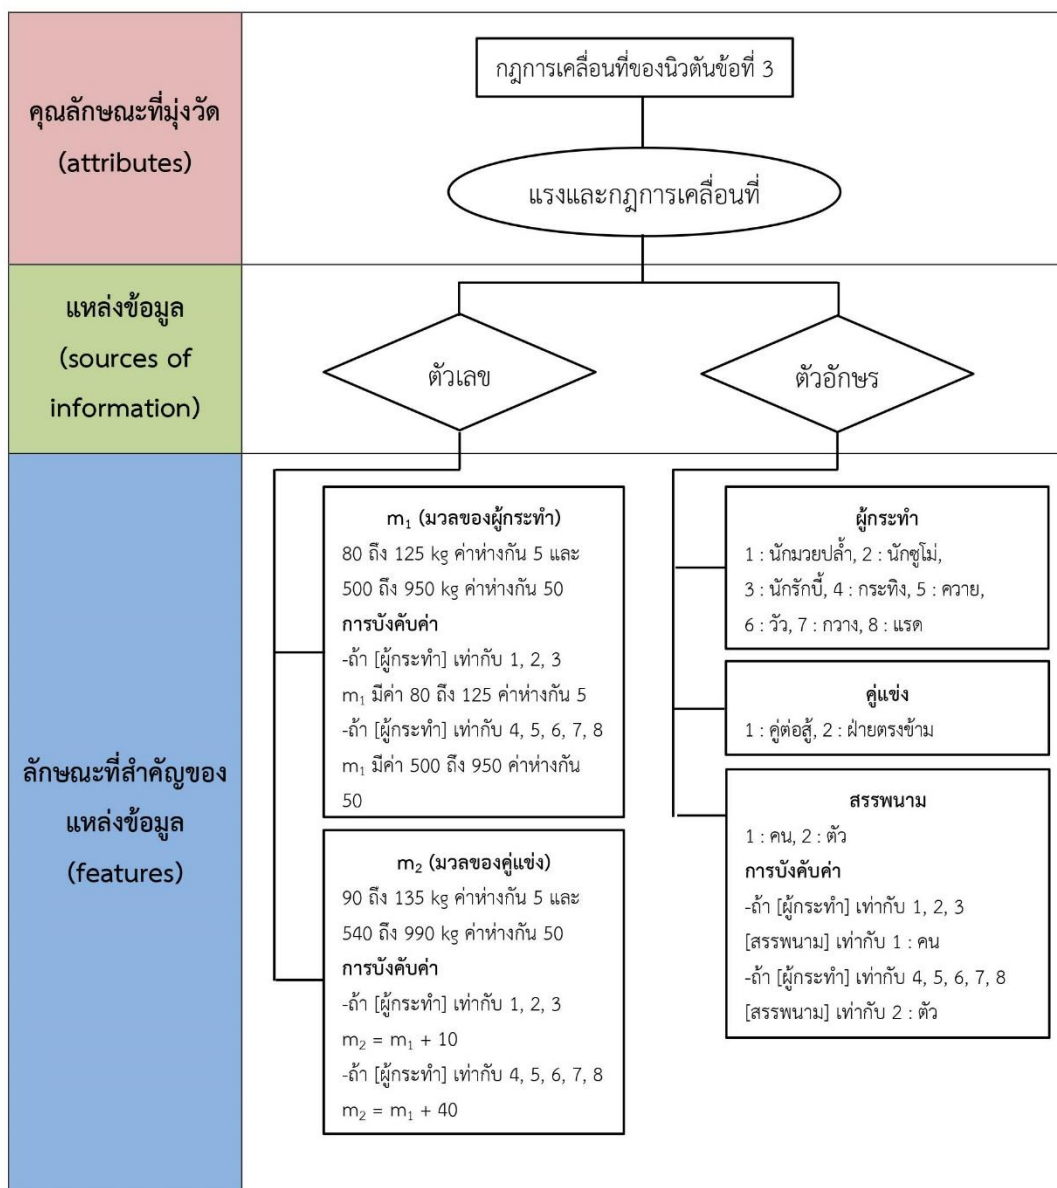 คุณลักษณะที่มุ่งวัด
(attributes)
กฎการเคลื่อนที่ของนิวตันข้อที่ 3
แรงและกฎการเคลื่อนที่
แหล่งข้อมูล
(sources of
information)
ตัวเลข
ตัวอักษร
ลักษณะที่สำคัญของ
แหล่งข้อมูล
(features)
m₁ (มวลของผู้กระทำ)
80 ถึง 125 kg ค่าห่างกัน 5 และ
500 ถึง 950 kg ค่าห่างกัน 50
การบังคับค่า
-ถ้า [ผู้กระทำ] เท่ากับ 1, 2, 3
m₁ มีค่า 80 ถึง 125 ค่าห่างกัน 5
-ถ้า [ผู้กระทำ] เท่ากับ 4, 5, 6, 7, 8
m₁ มีค่า 500 ถึง 950 ค่าห่างกัน
50
m₂ (มวลของคู่แข่ง)
90 ถึง 135 kg ค่าห่างกัน 5 และ
540 ถึง 990 kg ค่าห่างกัน 50
การบังคับค่า
-ถ้า [ผู้กระทำ] เท่ากับ 1, 2, 3
m₂ = m₁ + 10
-ถ้า [ผู้กระทำ] เท่ากับ 4, 5, 6, 7, 8
m₂ = m₁ + 40
ผู้กระทำ
1 : นักมวยปล้ำ, 2 : นักซูโม่,
3 : นักรักบี้, 4 : กระทิง, 5 : ควาย,
6 : วัว, 7 : กวาง, 8 : แรด
คู่แข่ง
1 : คู่ต่อสู้, 2 : ฝ่ายตรงข้าม
สรรพนาม
1 : คน, 2 : ตัว
การบังคับค่า
-ถ้า [ผู้กระทำ] เท่ากับ 1, 2, 3
[สรรพนาม] เท่ากับ 1 : คน
-ถ้า [ผู้กระทำ] เท่ากับ 4, 5, 6, 7, 8
[สรรพนาม] เท่ากับ 2 : ตัว